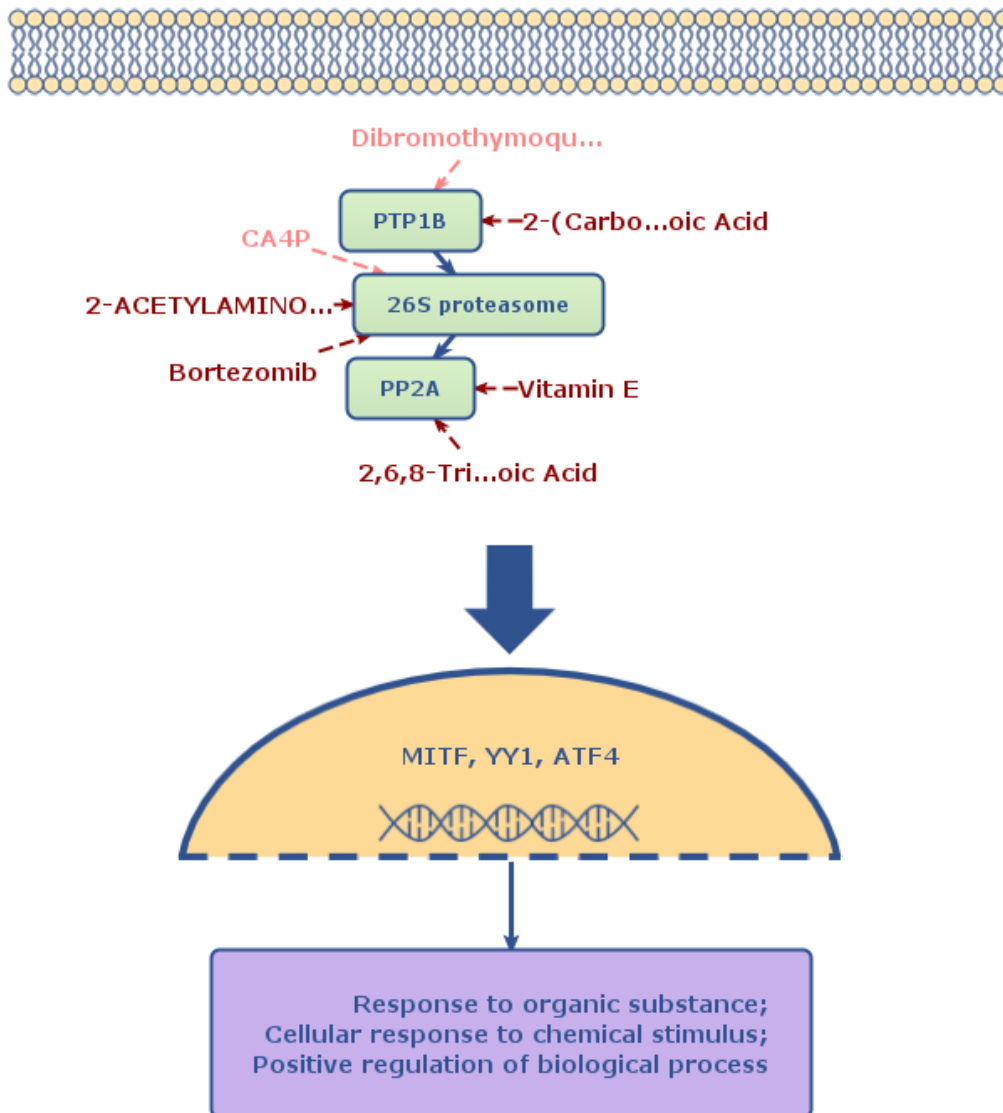 Dibromothymoqu...
PTP1B
2-(Carbo...oic Acid
CA4P
26S proteasome
2-ACETYLAMINO...
Bortezomib
PP2A
Vitamin E
2,6,8-Tri...oic Acid
MITF, YY1, ATF4
Response to organic substance;
Cellular response to chemical stimulus;
Positive regulation of biological process